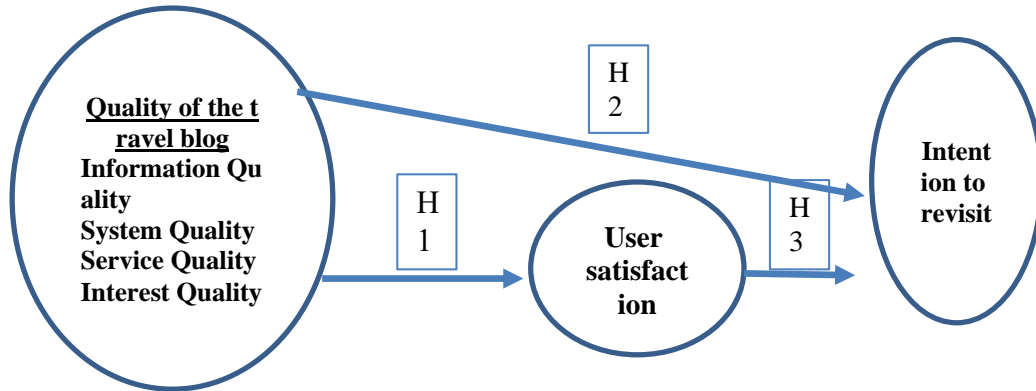 Quality of the t
ravel blog
Information Qu
ality
System Quality
Service Quality
Interest Quality
H
1
H
2
User
satisfact
ion
H
3
Intent
ion to
revisit